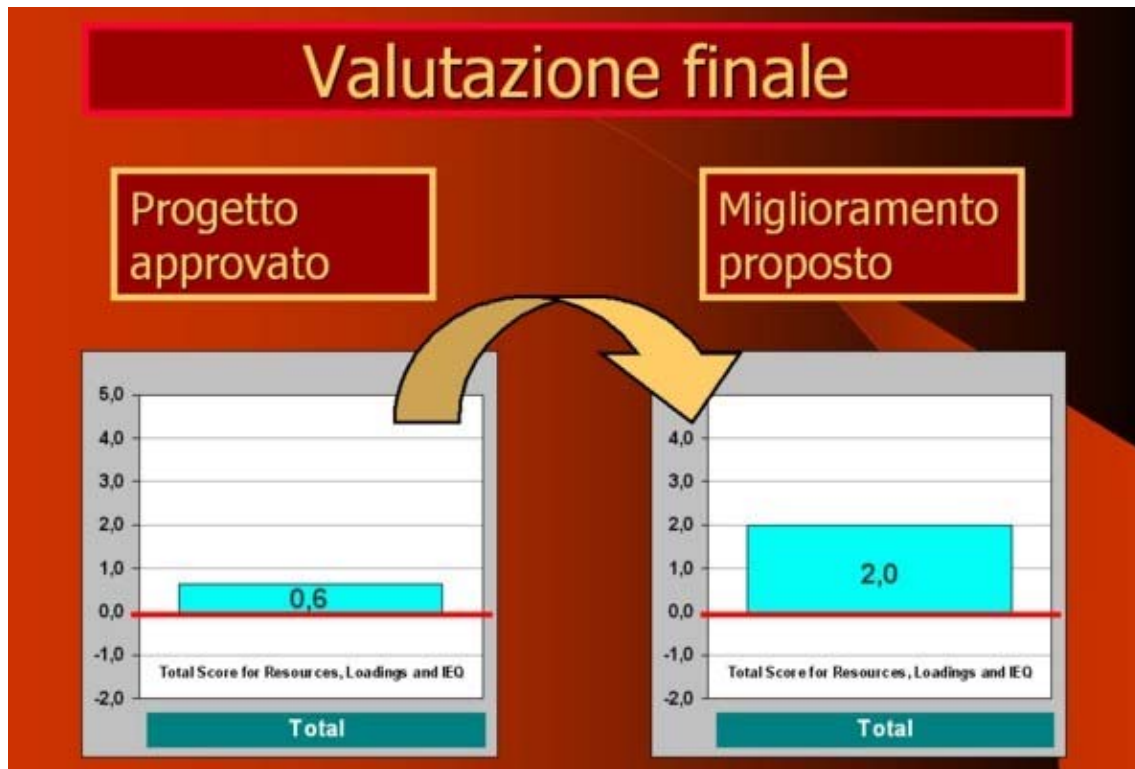 Valutazione finale
Progetto
approvato
Miglioramento
proposto
5,0
4,0
3,0
2,0
1,0
0,0
-1,0
-2,0
0,6
Total Score for Resources, Loadings and IEQ
Total
4,0
3,0
2,0
1,0
0,0
-1,0
-2,0
2,0
Total Score for Resources, Loadings and IEQ
Total